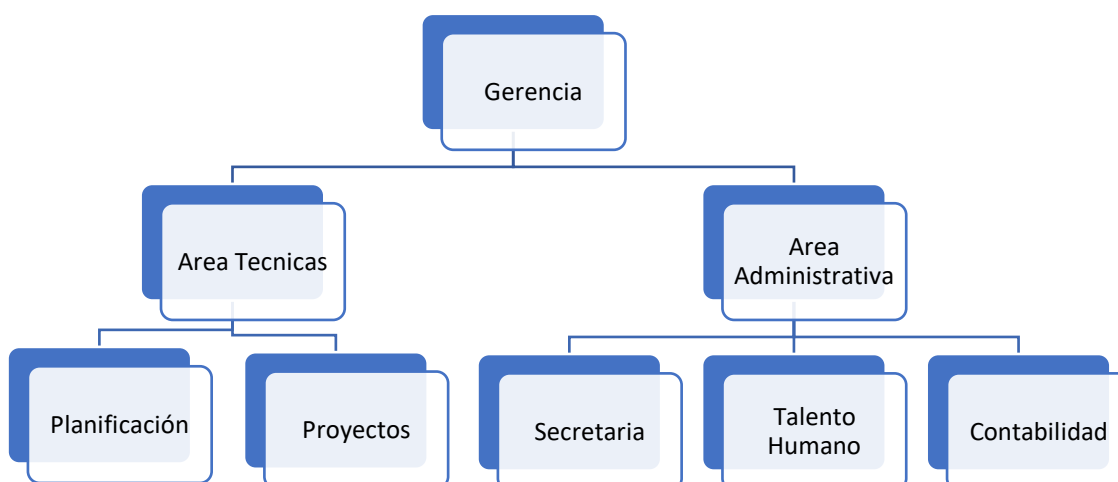 Gerencia
Area Tecnicas
Area
Administrativa
Planificación
Proyectos
Secretaria
Talento
Humano
Contabilidad